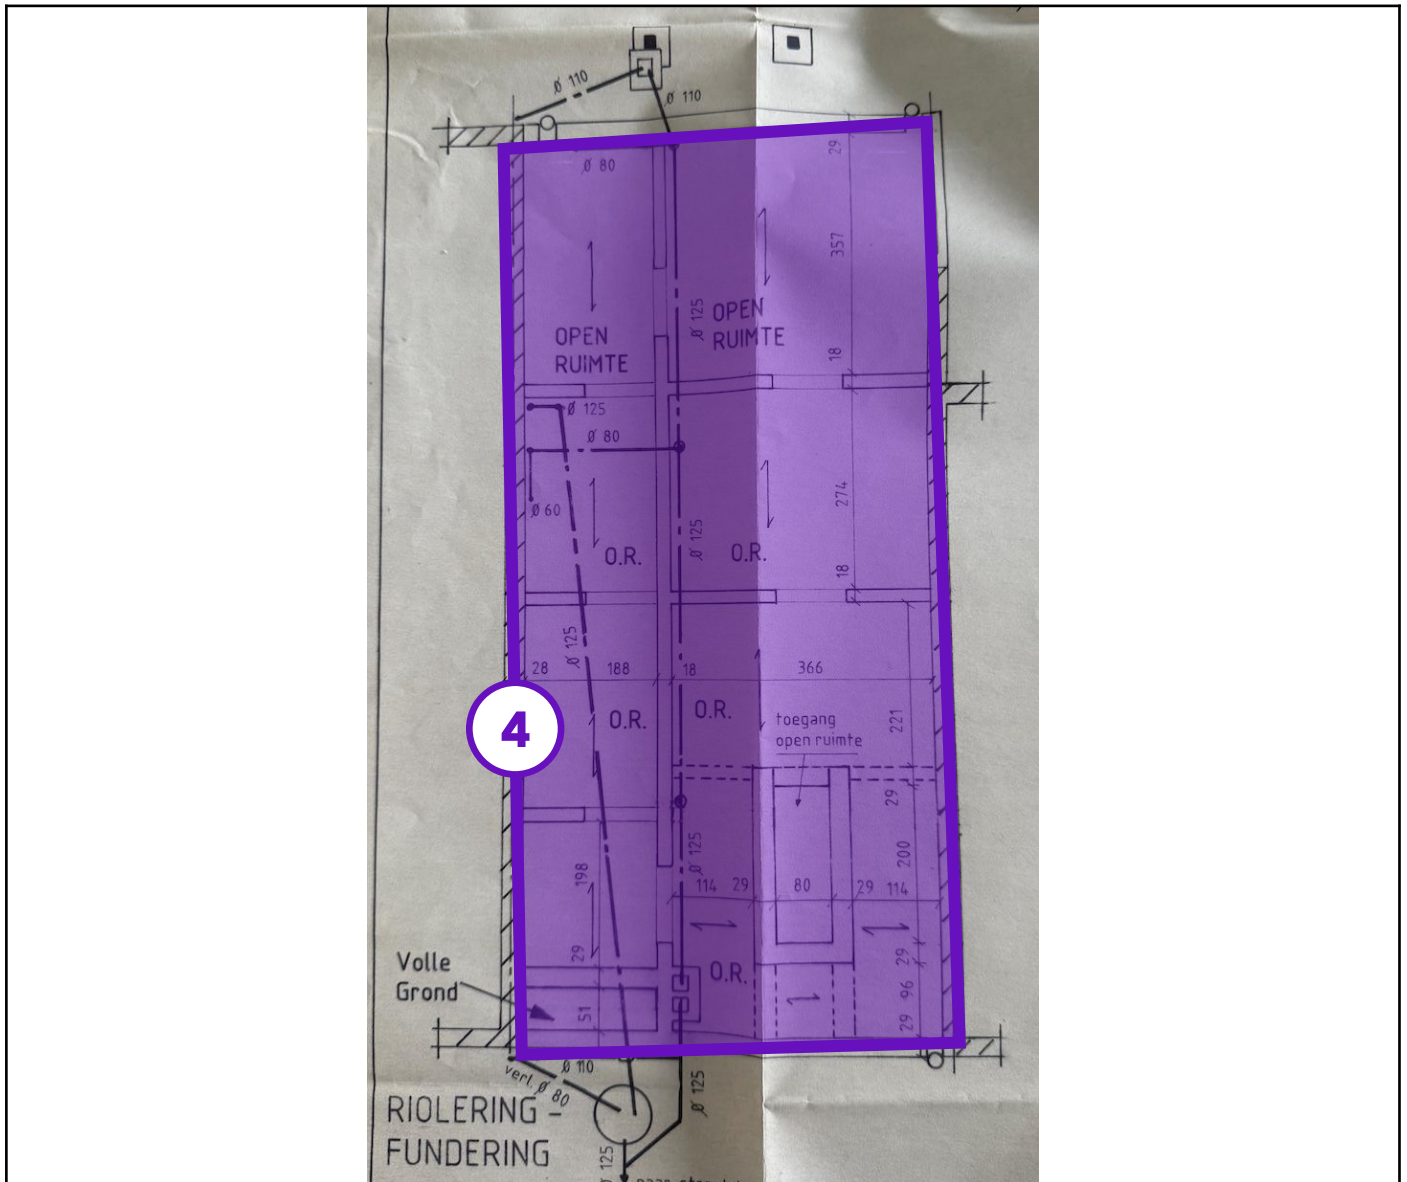 Ø 110
Ø 110
Ø 80
29
357
Ø 125
OPEN
RUIMTE
OPEN
RUIMTE
18
Ø 125
Ø 80
274
Ø 60
Ø 125
O.R.
O.R.
18
Ø 125
28
188
18
366
4
O.R.
O.R.
toegang
open ruimte
221
29
198
Ø 125
200
114
29
80
29
114
Volle
Grond
29
O.R.
29
51
96
29
Ø 110
verl. Ø 80
Ø 125
RIOLERING -
FUNDERING
Ø 125